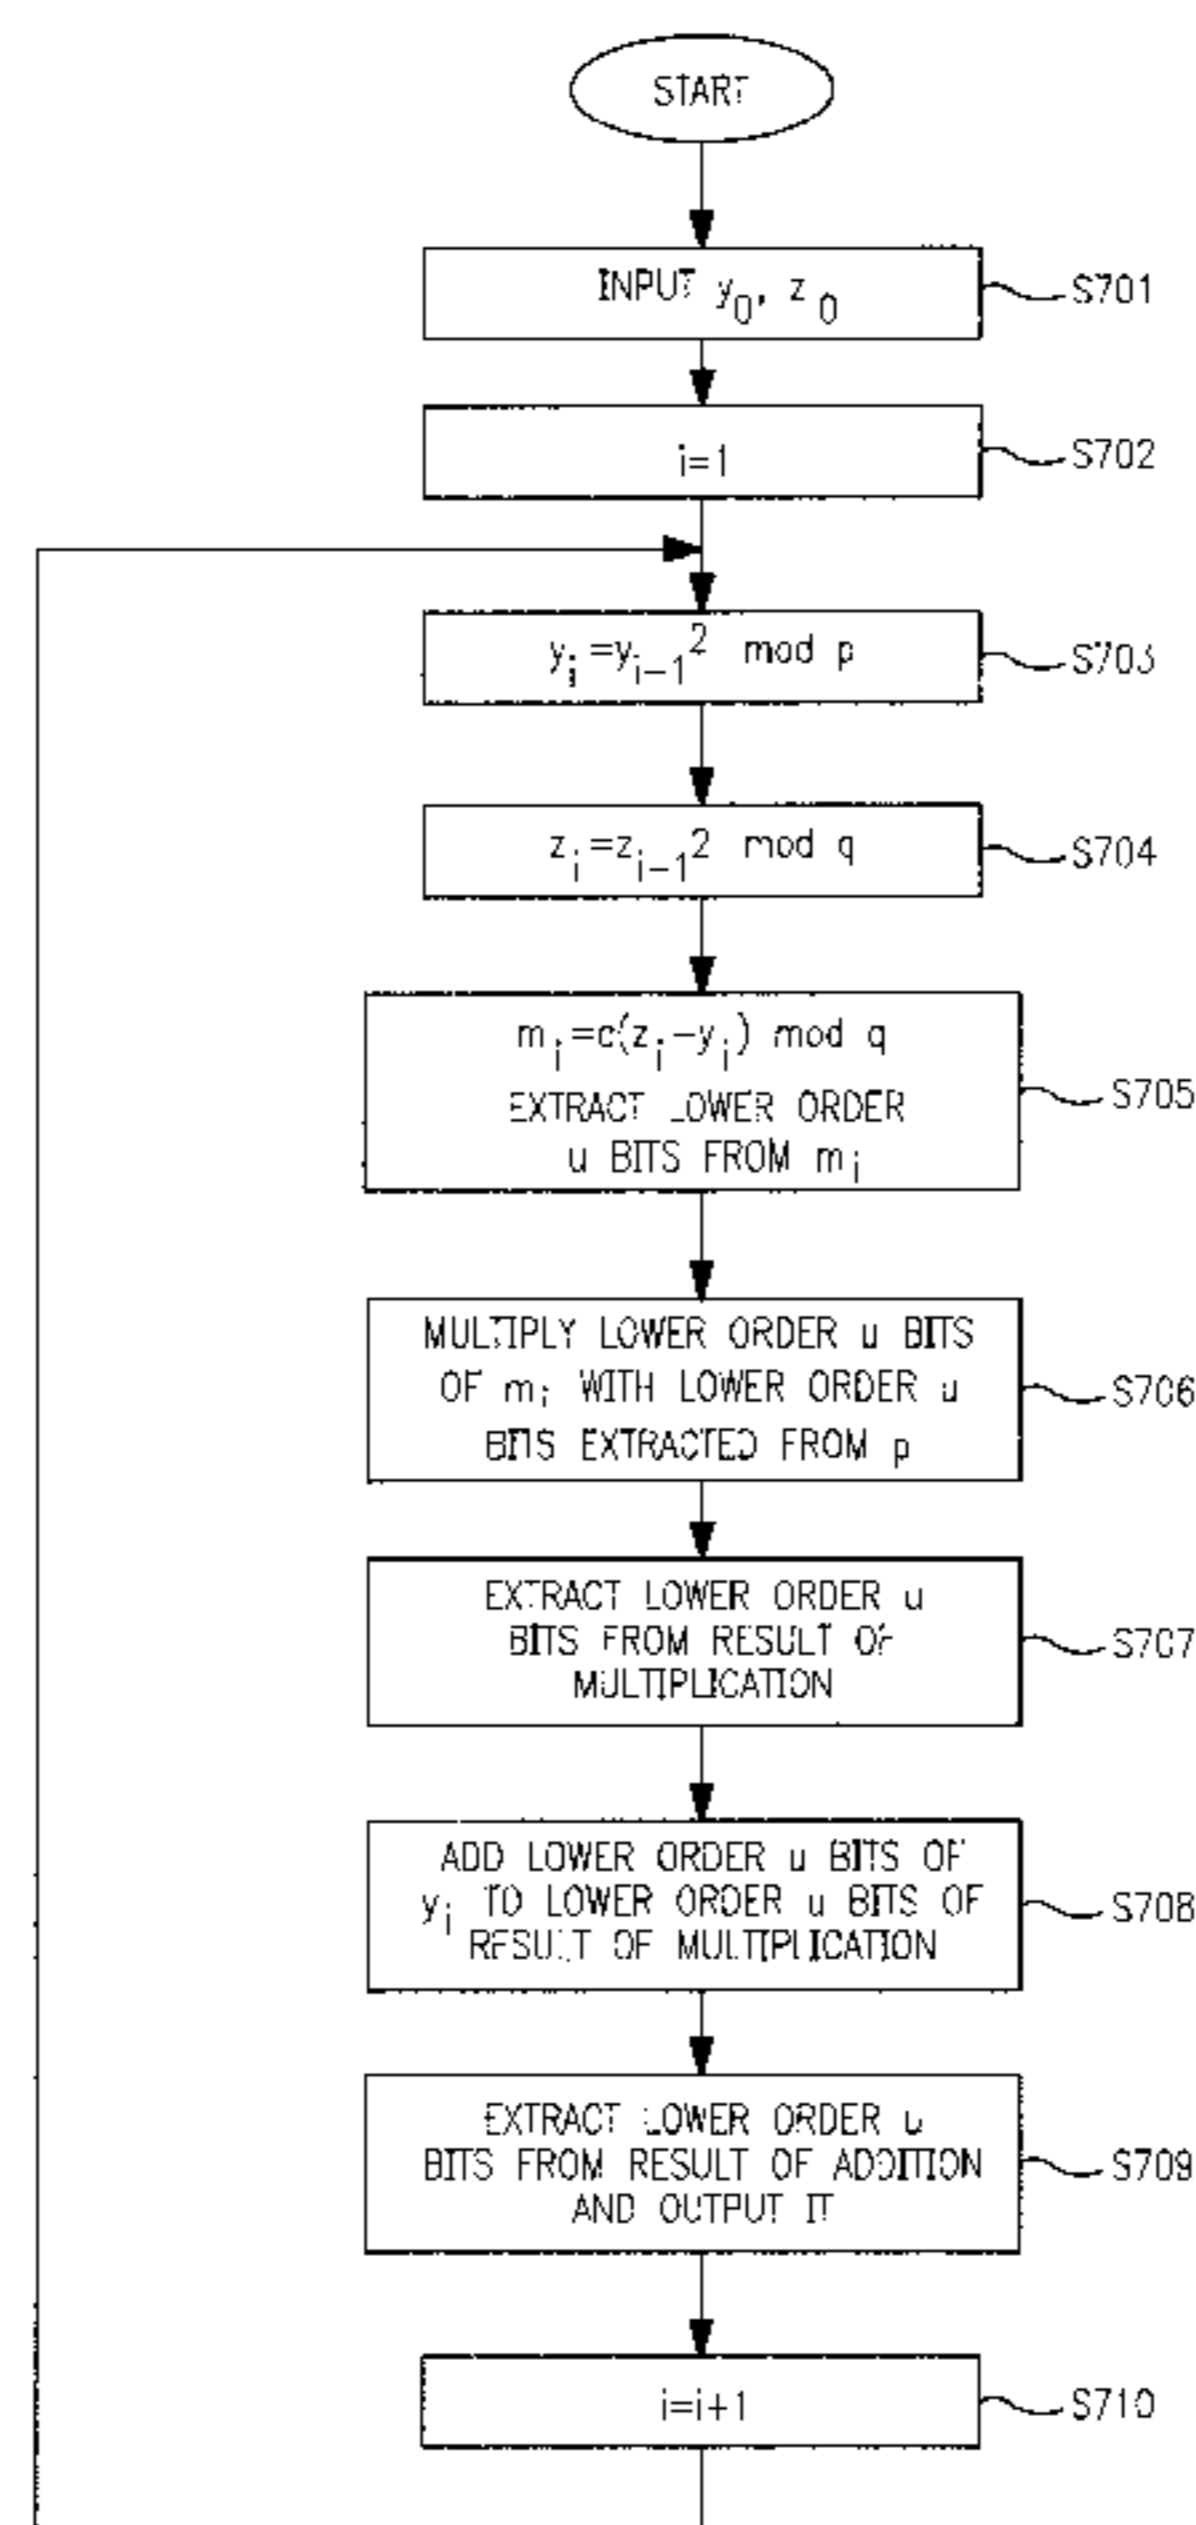 START
INPUT y0, z0
S701
i=1
S702
yi=yi-1² mod p
S703
zi=zi-1² mod q
S704
mi=c(zi-yi) mod q
EXTRACT LOWER ORDER
u BITS FROM mi
S705
MULTIPLY LOWER ORDER u BITS
OF mi WITH LOWER ORDER u
BITS EXTRACTED FROM p
S706
EXTRACT LOWER ORDER u
BITS FROM RESULT OF
MULTIPLICATION
S707
ADD LOWER ORDER u BITS OF
yi TO LOWER ORDER u BITS OF
RESULT OF MULTIPLICATION
S708
EXTRACT LOWER ORDER u
BITS FROM RESULT OF ADDITION
AND OUTPUT IT
S709
i=i+1
S710